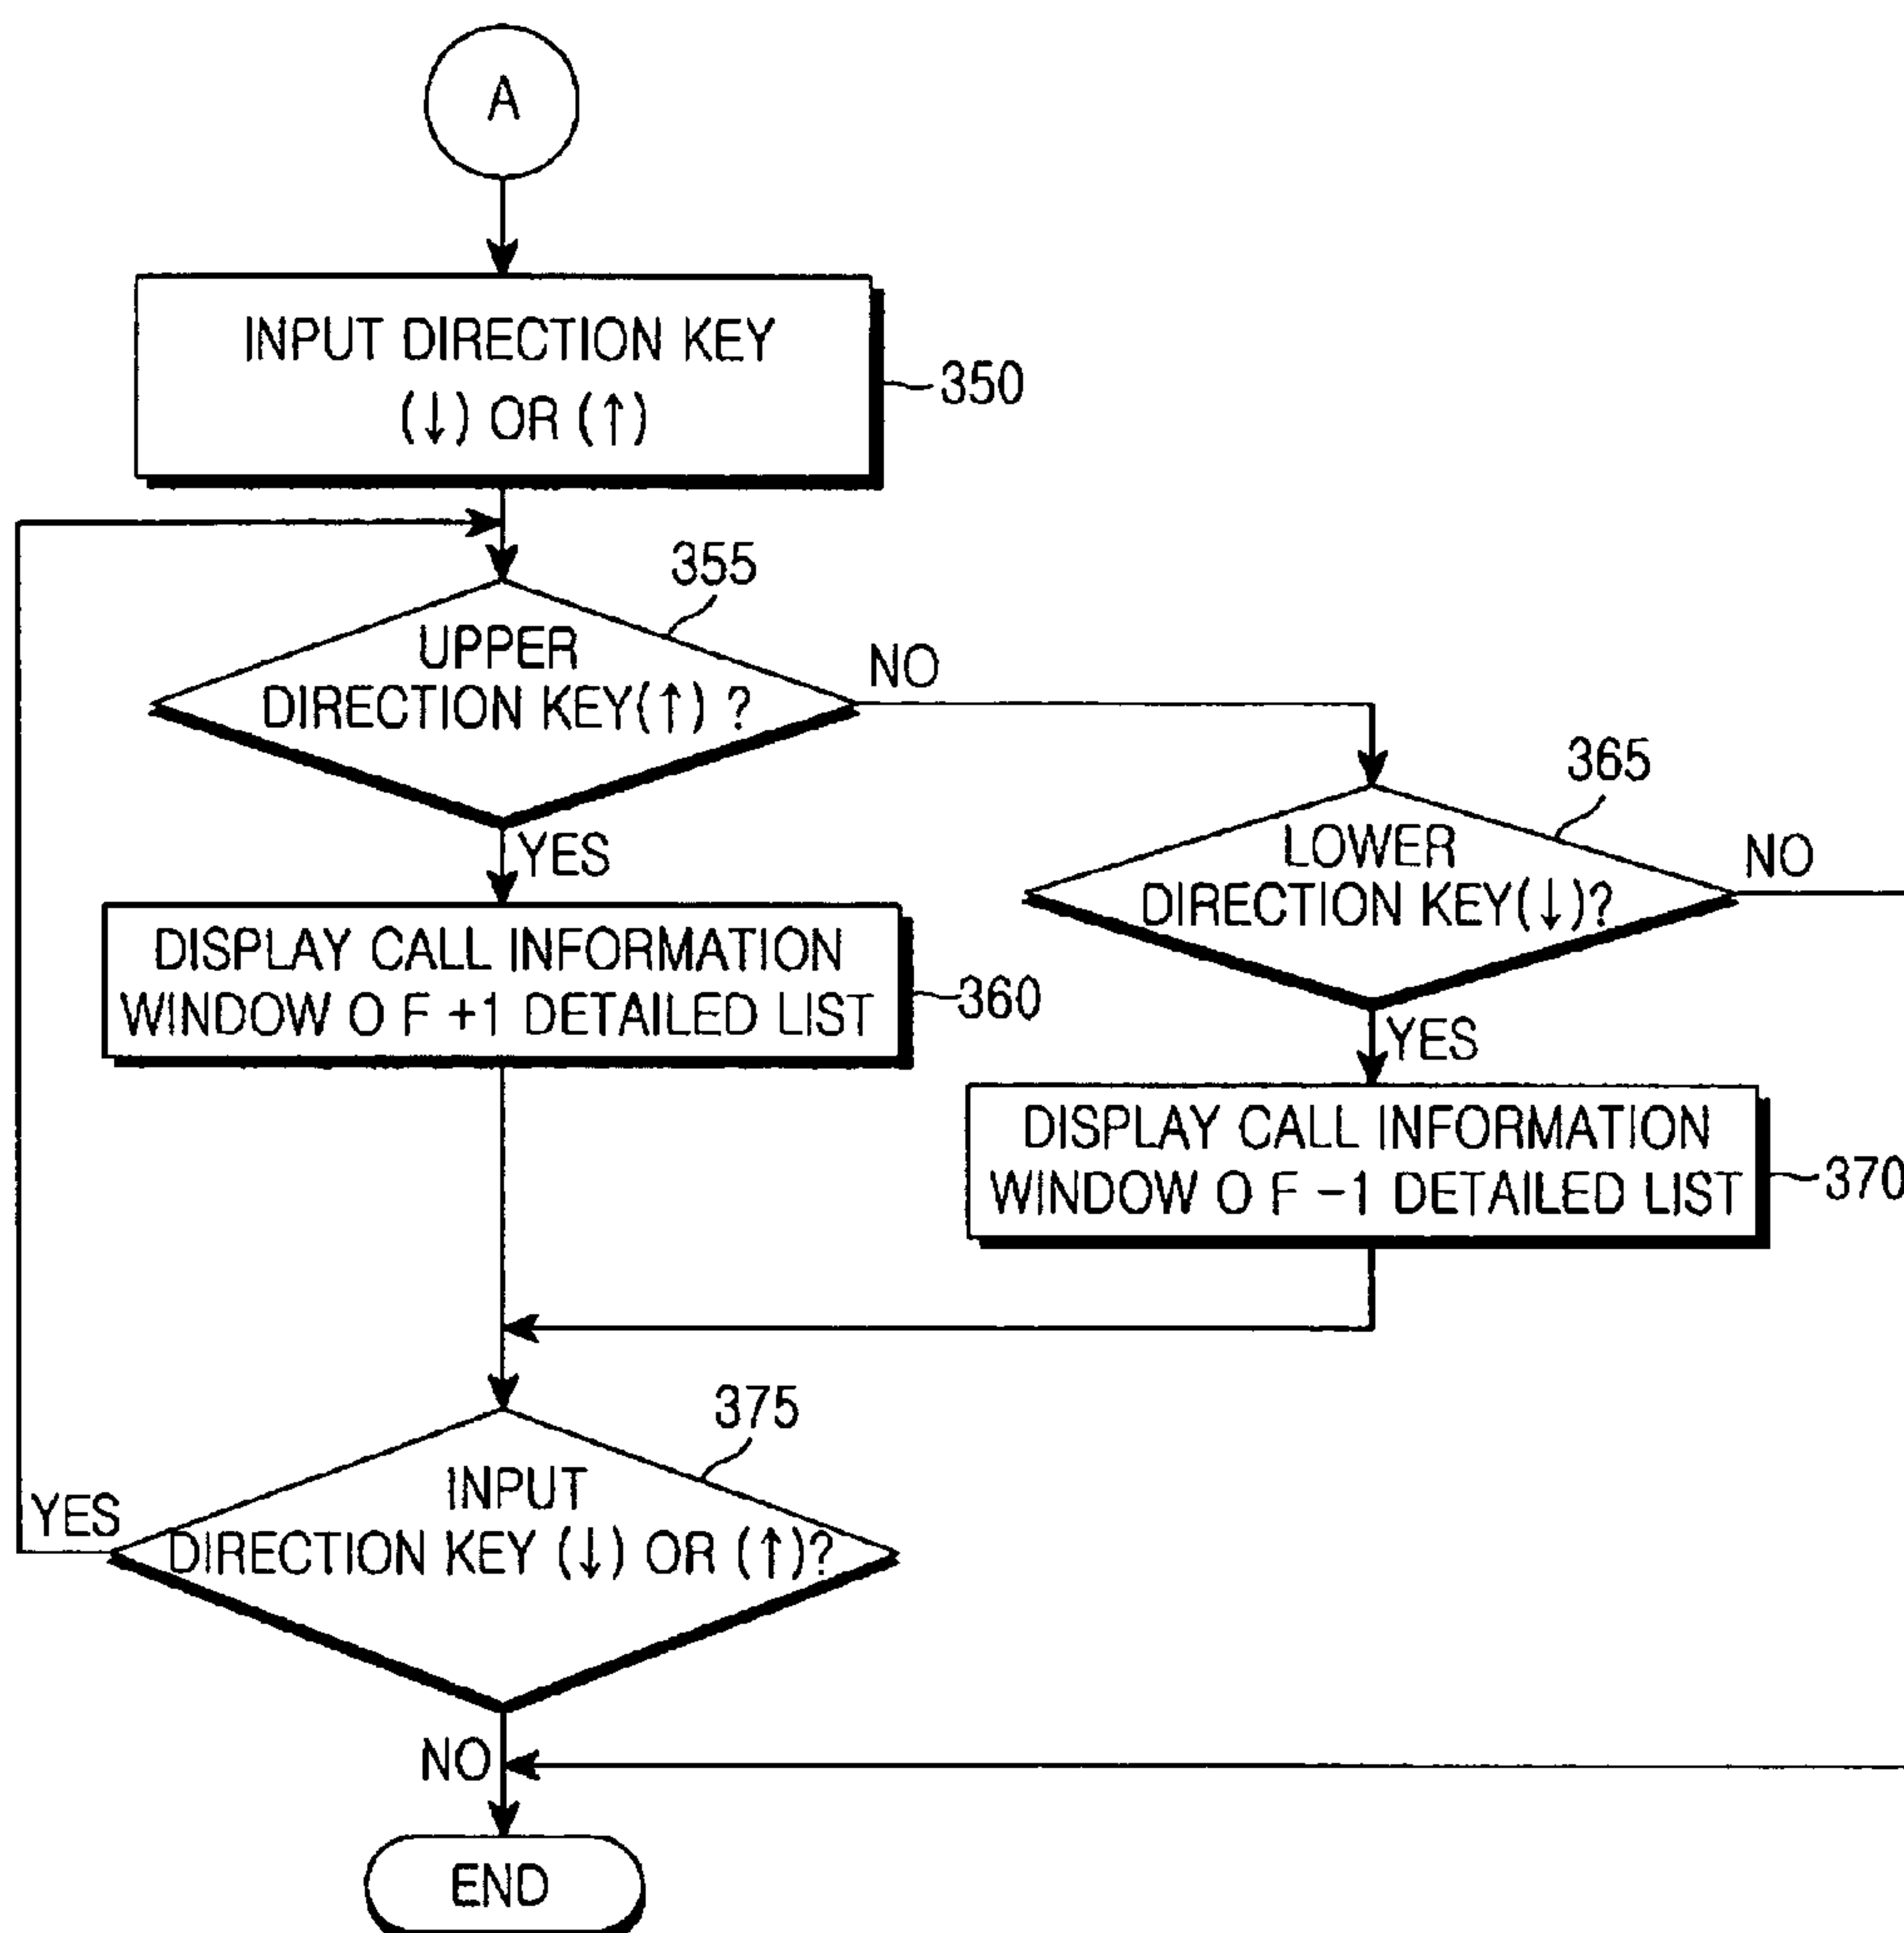 A
INPUT DIRECTION KEY
(↓) OR (↑)
350
355
UPPER
DIRECTION KEY(↑) ?
NO
YES
365
LOWER
DIRECTION KEY(↓)?
NO
YES
DISPLAY CALL INFORMATION
WINDOW O F +1 DETAILED LIST
360
DISPLAY CALL INFORMATION
WINDOW O F −1 DETAILED LIST
370
375
INPUT
DIRECTION KEY (↓) OR (↑)?
YES
NO
END